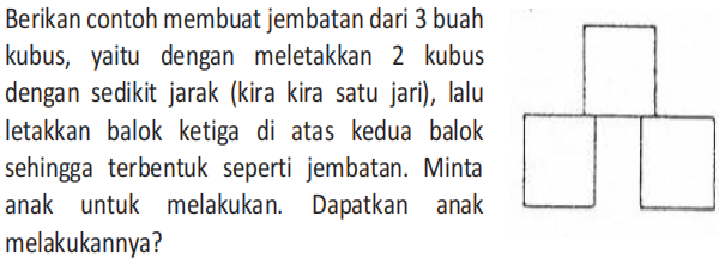 Berikan contoh membuat jembatan dari 3 buah
kubus, yaitu dengan meletakkan 2 kubus
dengan sedikit jarak (kira kira satu jari), lalu
letakkan balok ketiga di atas kedua balok
sehingga terbentuk seperti jembatan. Minta
anak untuk melakukan. Dapatkan anak
melakukannya?